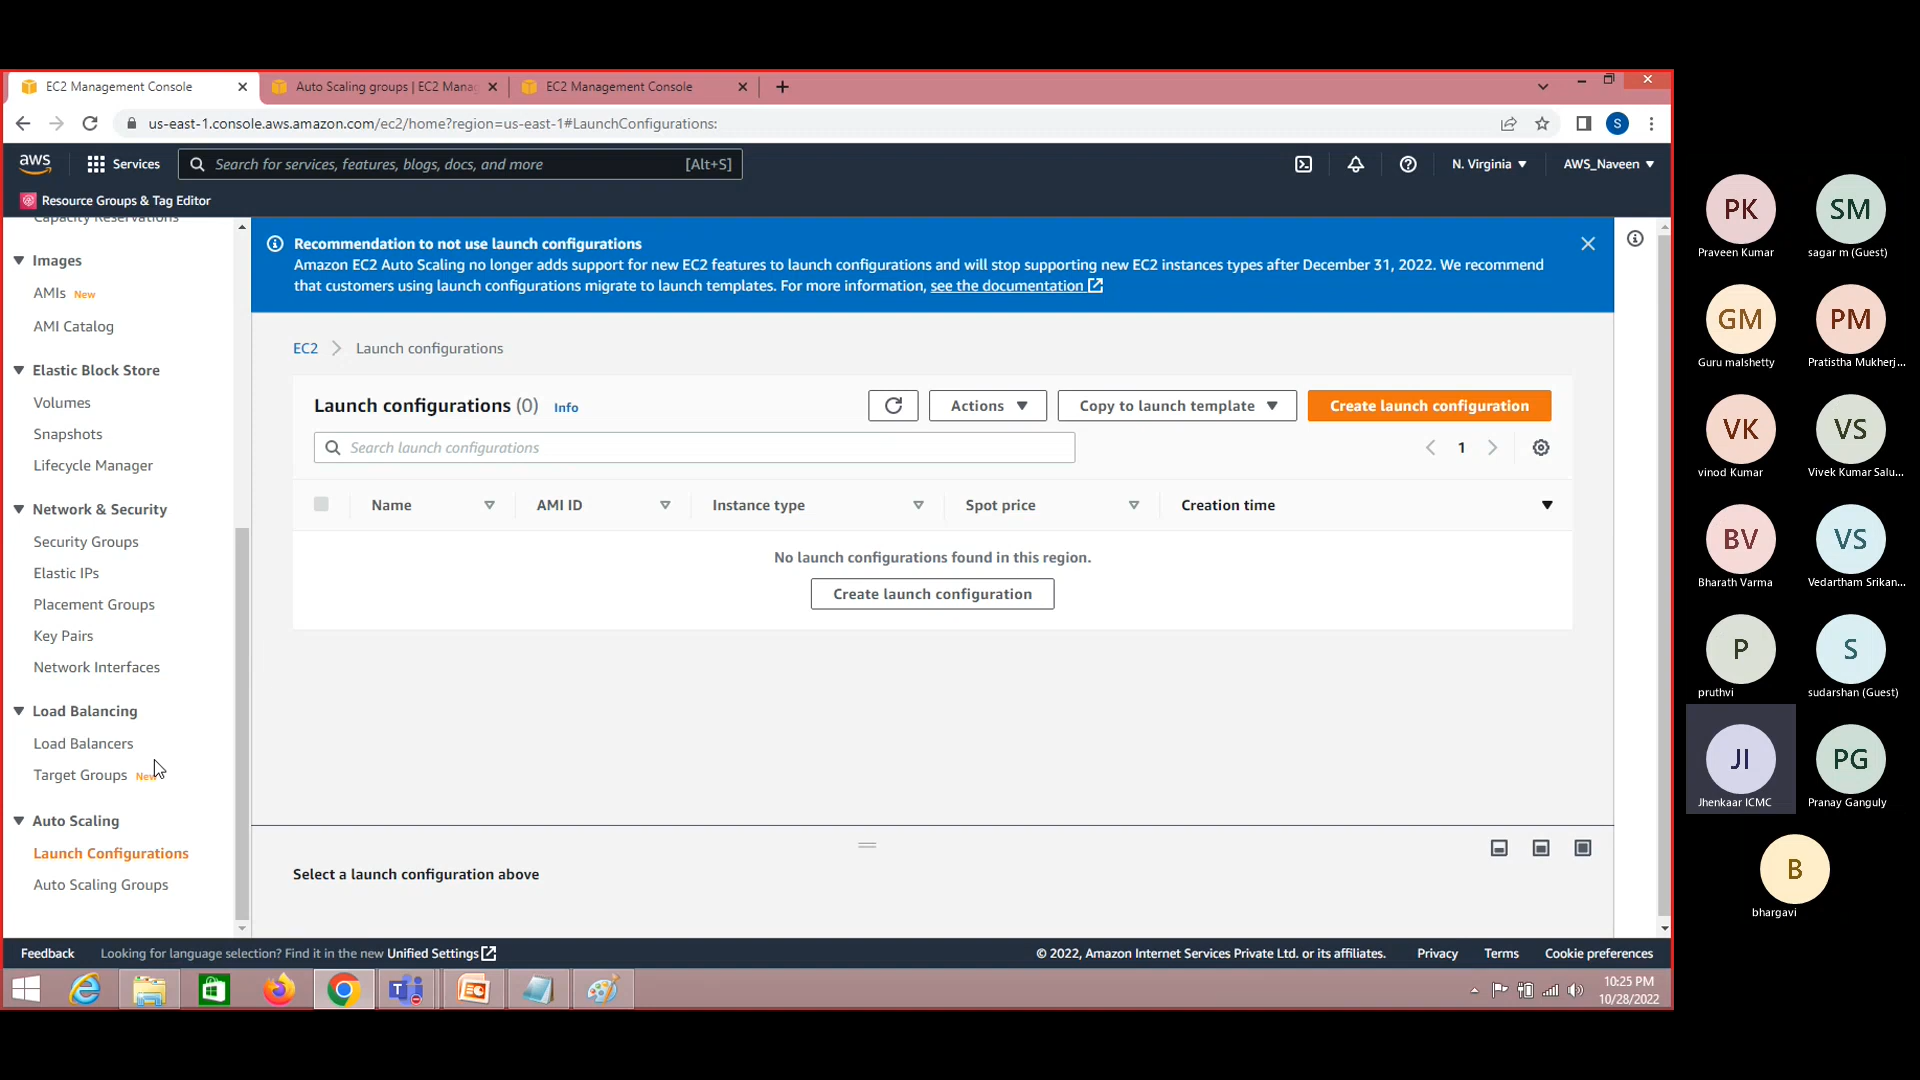 EC2 Management Console
Auto Scaling groups | EC2 Mana
EC2 Management Console
us-east-1.console.aws.amazon.com/ec2/home?region=us-east-1#LaunchConfigurations:
S
aws
Services
Search for services, features, blogs, docs, and more
[Alt+S]
N. Virginia
AWS_Naveen
Resource Groups & Tag Editor
Capacity Reservations
Images
AMIs New
AMI Catalog
Elastic Block Store
Volumes
Snapshots
Lifecycle Manager
Network & Security
Security Groups
Elastic IPs
Placement Groups
Key Pairs
Network Interfaces
Load Balancing
Load Balancers
Target Groups New
Auto Scaling
Launch Configurations
Auto Scaling Groups
Recommendation to not use launch configurations
Amazon EC2 Auto Scaling no longer adds support for new EC2 features to launch configurations and will stop supporting new EC2 instances types after December 31, 2022. We recommend
that customers using launch configurations migrate to launch templates. For more information, see the documentation
EC2 > Launch configurations
Launch configurations (0) Info
Actions
Copy to launch template
Create launch configuration
Search launch configurations
1
Name
AMI ID
Instance type
Spot price
Creation time
No launch configurations found in this region.
Create launch configuration
Select a launch configuration above
Feedback
Looking for language selection? Find it in the new Unified Settings
© 2022, Amazon Internet Services Private Ltd. or its affiliates.
Privacy
Terms
Cookie preferences
10:25 PM
10/28/2022
PK
Praveen Kumar
SM
sagar m (Guest)
GM
Guru malshetty
PM
Pratistha Mukherj...
VK
vinod Kumar
VS
Vivek Kumar Salu...
BV
Bharath Varma
VS
Vedartham Srikan...
P
pruthvi
S
sudarshan (Guest)
JI
Jhenkaar ICMC
PG
Pranay Ganguly
B
bhargavi